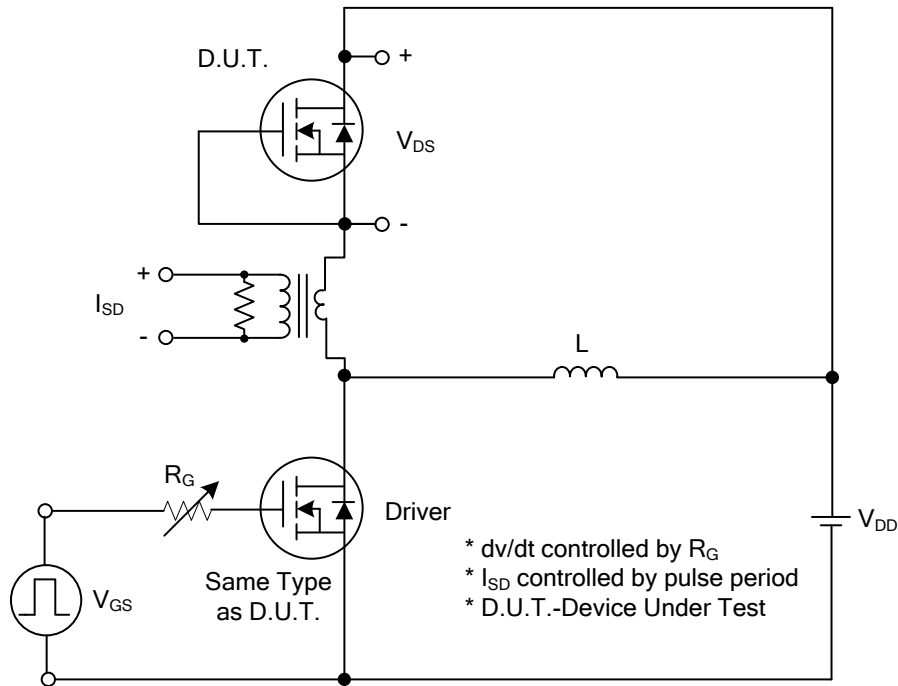 D.U.T.
+
VDS
-
+
ISD
-
L
RG
Driver
VDD
VGS
Same Type
as D.U.T.
* dv/dt controlled by RG
* ISD controlled by pulse period
* D.U.T.-Device Under Test